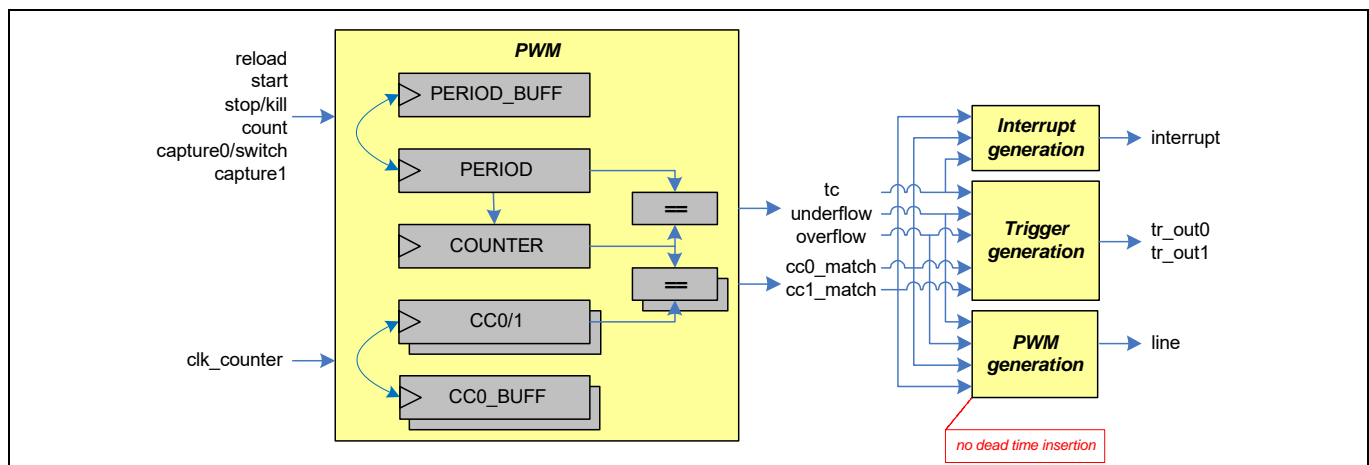 reload
start
stop/kill
count
capture0/switch
capture1
clk_counter
PWM
PERIOD_BUFF
PERIOD
==
COUNTER
==
CC0/1
CC0_BUFF
tc
underflow
overflow
cc0_match
cc1_match
Interrupt
generation
interrupt
Trigger
generation
tr_out0
tr_out1
PWM
generation
line
no dead time insertion